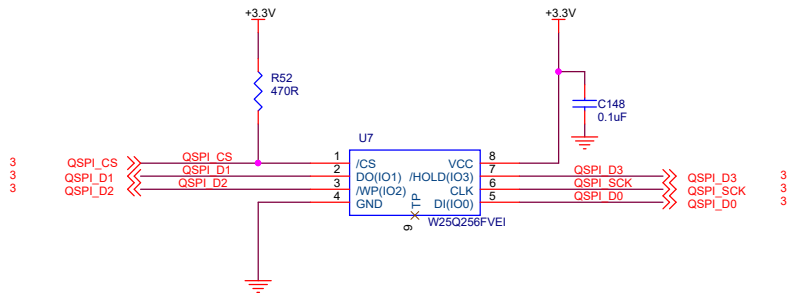 +3.3V
+3.3V
R52
470R
C148
0.1uF
U7
3 QSPI_CS QSPI_CS 1 /CS VCC 8
3 QSPI_D1 QSPI_D1 2 DO(IO1) /HOLD(IO3) 7 QSPI_D3 QSPI_D3 3
3 QSPI_D2 QSPI_D2 3 /WP(IO2) CLK 6 QSPI_SCK QSPI_SCK 3
4 GND DI(IO0) 5 QSPI_D0 QSPI_D0 3
TP
9
W25Q256FVEI